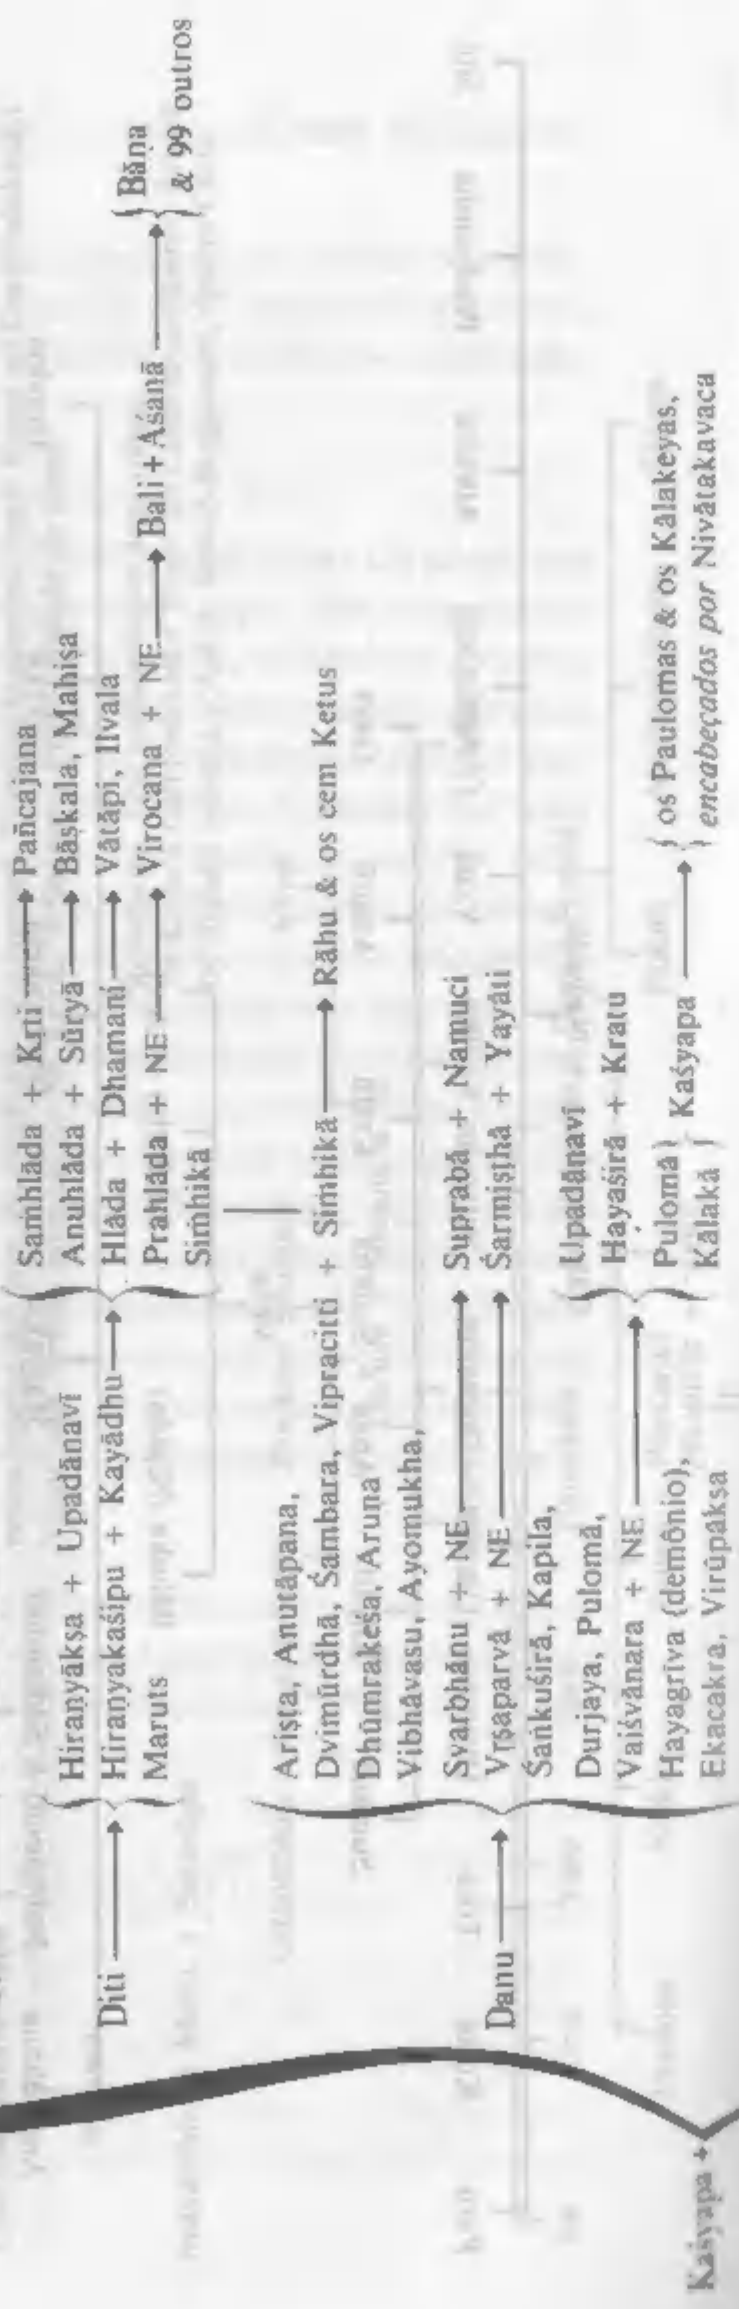 Kaśyapa +
Diti
Hiraṇyākṣa + Upadānavī
Hiraṇyakaśipu + Kayādhu
Maruts
Saṁhlāda + Kṛti
Pañcajana
Anuhlāda + Sūryā
Bāṣkala, Mahiṣa
Hlāda + Dhamani
Vātāpi, Ilvala
Prahlāda + NE
Virocana + NE
Bali + Aśanā
Bāṇa
& 99 outros
Siṁhikā
Danu
Ariṣṭa, Anutāpana,
Dvimūrdhā, Śambara, Vipracitti + Siṁhikā
Rāhu & os cem Ketus
Dhūmrakeśa, Aruṇa
Vibhāvasu, Ayomukha,
Svarbhānu + NE
Suprabā + Namuci
Vṛṣaparvā + NE
Śarmiṣṭhā + Yayāti
Śaṅkuśirā, Kapila,
Durjaya, Pulomā,
Vaiśvānara + NE
Upadānavī
Hayaśirā + Kratu
Pulomā
Kālakā
Kaśyapa
os Paulomas & os Kālakeyas,
encabeçados por Nivātakavaca
Hayagrīva (demônio),
Ekacakra, Virūpākṣa